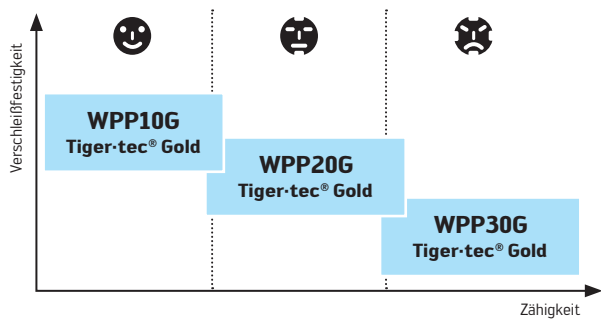 Verschleißfestigkeit
WPP10G
Tiger·tec® Gold
WPP20G
Tiger·tec® Gold
WPP30G
Tiger·tec® Gold
Zähigkeit